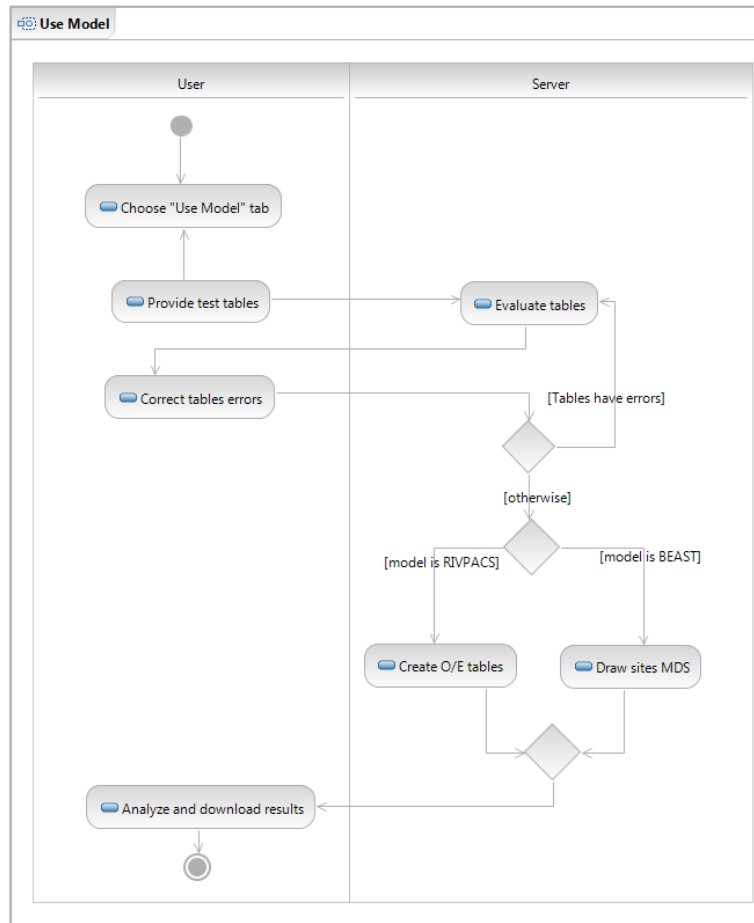 Use Model
User
Server
Choose "Use Model" tab
Provide test tables
Evaluate tables
Correct tables errors
[Tables have errors]
[otherwise]
[model is RIVPACS]
[model is BEAST]
Create O/E tables
Draw sites MDS
Analyze and download results